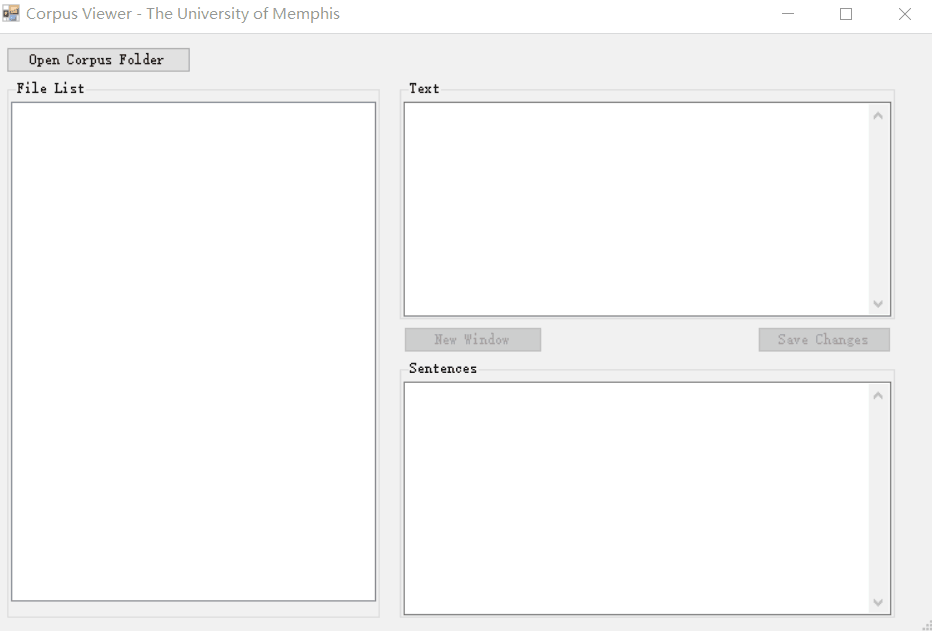 Corpus Viewer - The University of Memphis
Open Corpus Folder
File List
Text
New Window
Save Changes
Sentences